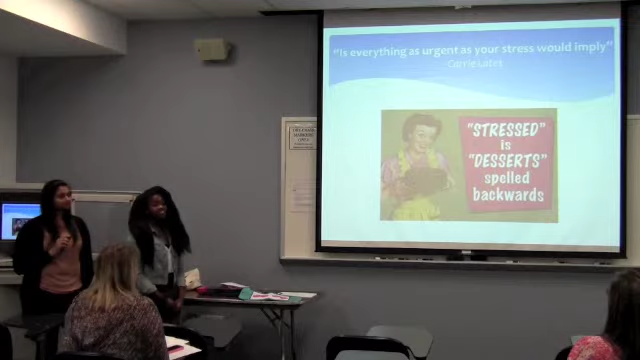 "Is everything as urgent as your stress would imply"
Carrie Latet
"STRESSED"
is
"DESSERTS"
spelled
backwards